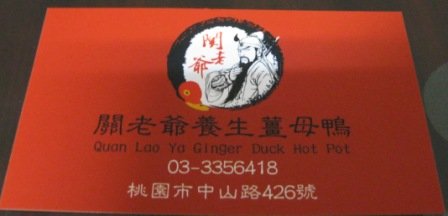 關老爺
關老爺養生薑母鴨
Quan Lao Ya Ginger Duck Hot Pot
03-3356418
桃園市中山路426號